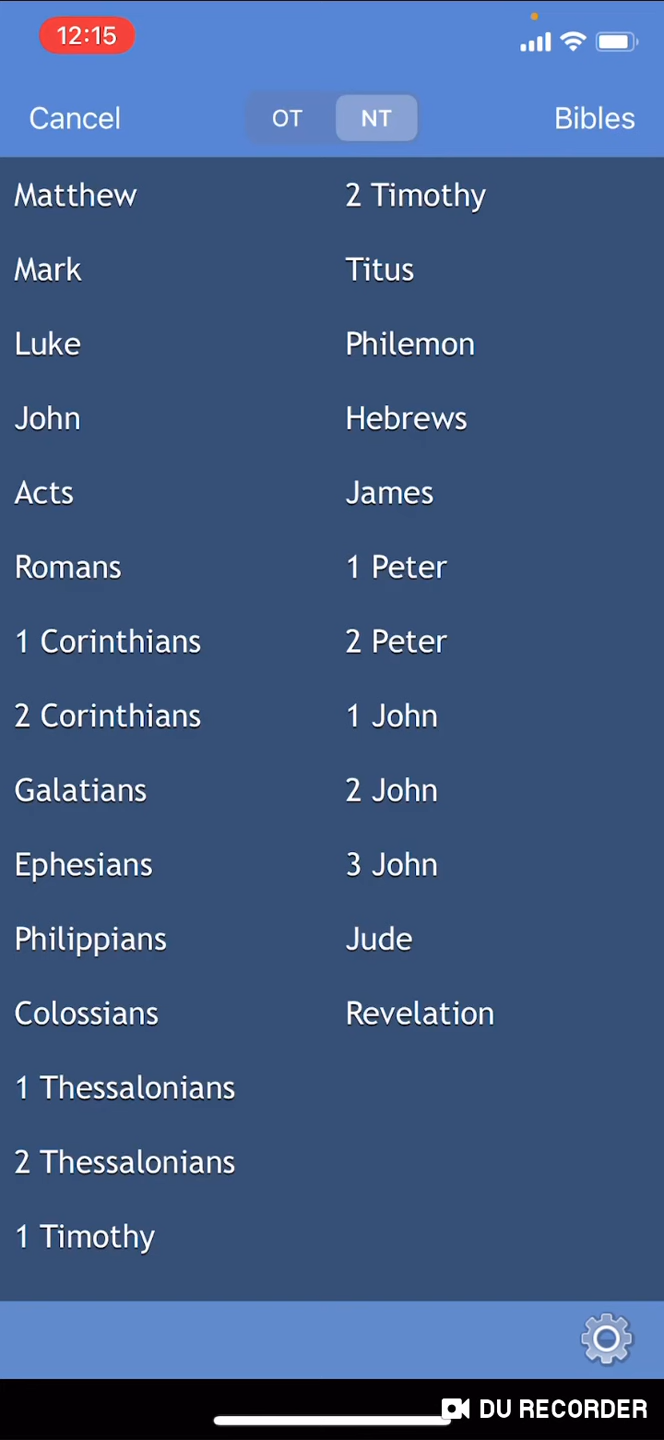 12:15
Cancel OT NT Bibles
Matthew
Mark
Luke
John
Acts
Romans
1 Corinthians
2 Corinthians
Galatians
Ephesians
Philippians
Colossians
1 Thessalonians
2 Thessalonians
1 Timothy
2 Timothy
Titus
Philemon
Hebrews
James
1 Peter
2 Peter
1 John
2 John
3 John
Jude
Revelation
DU RECORDER